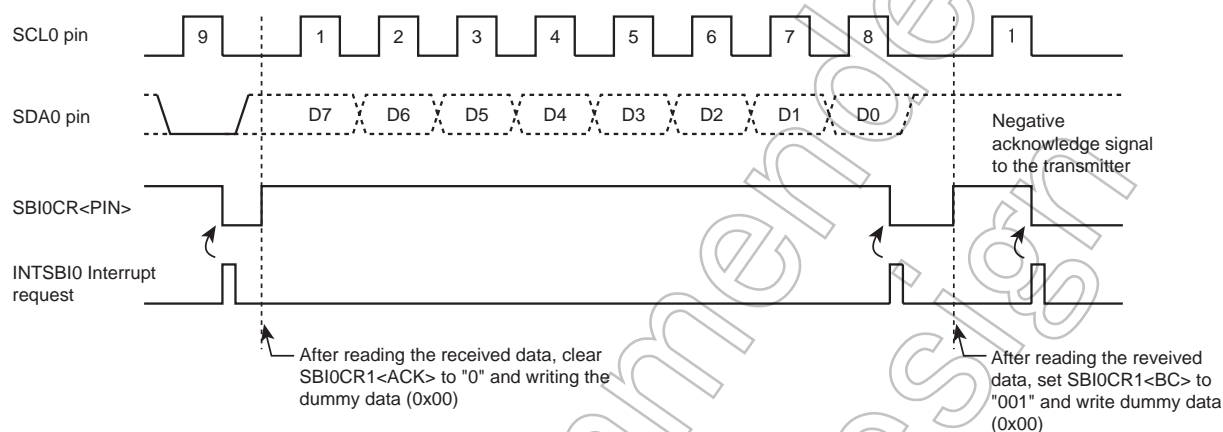 SCL0 pin
9 1 2 3 4 5 6 7 8 1
SDA0 pin
D7 D6 D5 D4 D3 D2 D1 D0
Negative
acknowledge signal
to the transmitter
SBI0CR<PIN>
INTSBI0 Interrupt
request
After reading the received data, clear
SBI0CR1<ACK> to "0" and writing the
dummy data (0x00)
After reading the reveived
data, set SBI0CR1<BC> to
"001" and write dummy data
(0x00)